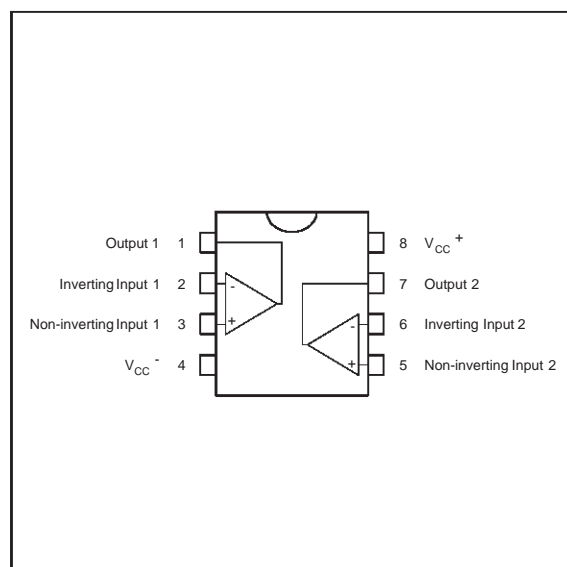 Output 1 1
Inverting Input 1 2
Non-inverting Input 1 3
VCC - 4
8 VCC +
7 Output 2
6 Inverting Input 2
5 Non-inverting Input 2
-
+
-
+